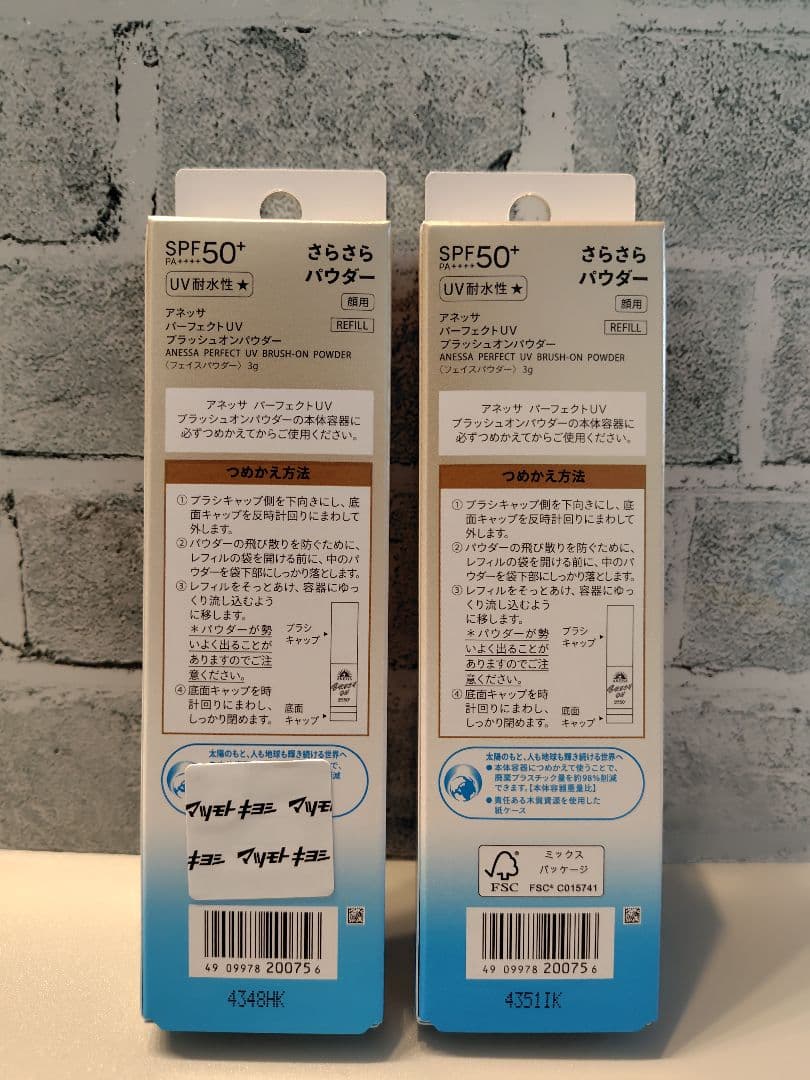 SPF50+
PA++++
UV耐水性★
さらさら
パウダー
顔用
REFILL
アネッサ
パーフェクトUV
ブラッシュオンパウダー
ANESSA PERFECT UV BRUSH-ON POWDER
〈フェイスパウダー〉 3g
アネッサ パーフェクトUV
ブラッシュオンパウダーの本体容器に
必ずつめかえてからご使用ください。
つめかえ方法
① ブラシキャップ側を下向きにし、底
面キャップを反時計回りにまわして
外します。
② パウダーの飛び散りを防ぐために、
レフィルの袋を開ける前に、中のパ
ウダーを袋下部にしっかり落とします。
③ レフィルをそっとあけ、容器にゆっ
くり流し込むよう
に移します。
＊パウダーが勢
いよく出ることが
ありますのでご注
意ください。
④ 底面キャップを時
計回りにまわし、
しっかり閉めます。
ブラシ
キャップ
底面
キャップ
太陽のもと、人も地球も輝き続ける世界へ
マツモトキヨシ マツモ
キヨシ マツモトキヨシ
4909978200756
4348HK
SPF50+
PA++++
UV耐水性★
さらさら
パウダー
顔用
REFILL
アネッサ
パーフェクトUV
ブラッシュオンパウダー
ANESSA PERFECT UV BRUSH-ON POWDER
〈フェイスパウダー〉 3g
アネッサ パーフェクトUV
ブラッシュオンパウダーの本体容器に
必ずつめかえてからご使用ください。
つめかえ方法
① ブラシキャップ側を下向きにし、底
面キャップを反時計回りにまわして
外します。
② パウダーの飛び散りを防ぐために、
レフィルの袋を開ける前に、中のパ
ウダーを袋下部にしっかり落とします。
③ レフィルをそっとあけ、容器にゆっ
くり流し込むよう
に移します。
＊パウダーが勢
いよく出ることが
ありますのでご注
意ください。
④ 底面キャップを時
計回りにまわし、
しっかり閉めます。
ブラシ
キャップ
底面
キャップ
太陽のもと、人も地球も輝き続ける世界へ
● 本体容器につめかえて使うことで、
廃棄プラスチック量を約98%削減
できます。【本体容器重量比】
● 責任ある木質資源を使用した
紙ケース
FSC
ミックス
パッケージ
FSC® C015741
4909978200756
4351IK